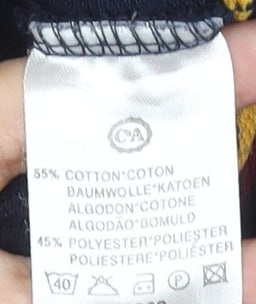 C&A
55% COTTON*COTON
BAUMWOLLE*KATOEN
ALGODON*COTONE
ALGODÃO*BOMULD
45% POLYESTER*POLIESTER
POLIESTERE*POLIÉSTER
40 P